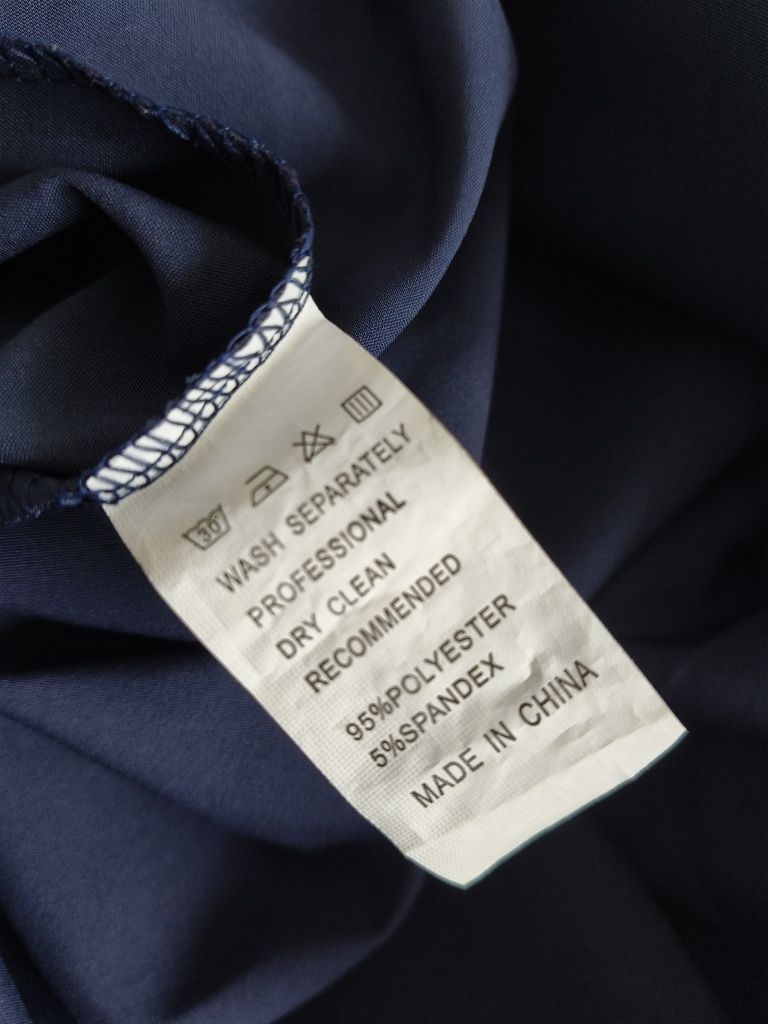 30°
WASH SEPARATELY
PROFESSIONAL
DRY CLEAN
RECOMMENDED
95%POLYESTER
5%SPANDEX
MADE IN CHINA